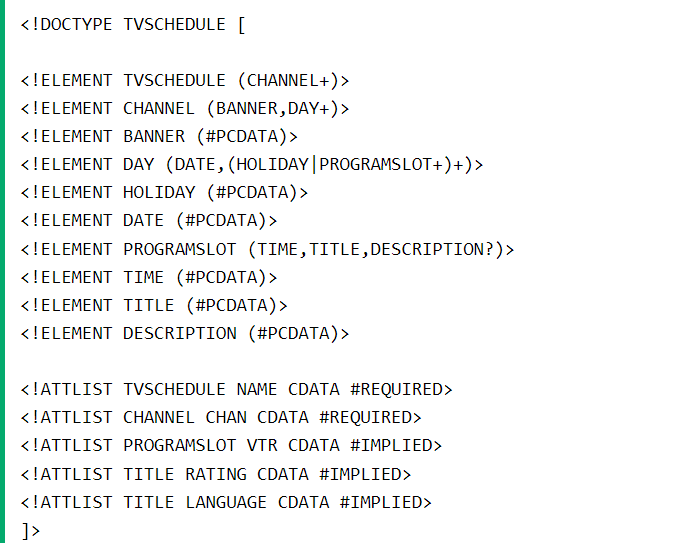 <!DOCTYPE TVSCHEDULE [
<!ELEMENT TVSCHEDULE (CHANNEL+)>
<!ELEMENT CHANNEL (BANNER,DAY+)>
<!ELEMENT BANNER (#PCDATA)>
<!ELEMENT DAY (DATE,(HOLIDAY|PROGRAMSLOT+)+)>
<!ELEMENT HOLIDAY (#PCDATA)>
<!ELEMENT DATE (#PCDATA)>
<!ELEMENT PROGRAMSLOT (TIME,TITLE,DESCRIPTION?)>
<!ELEMENT TIME (#PCDATA)>
<!ELEMENT TITLE (#PCDATA)>
<!ELEMENT DESCRIPTION (#PCDATA)>
<!ATTLIST TVSCHEDULE NAME CDATA #REQUIRED>
<!ATTLIST CHANNEL CHAN CDATA #REQUIRED>
<!ATTLIST PROGRAMSLOT VTR CDATA #IMPLIED>
<!ATTLIST TITLE RATING CDATA #IMPLIED>
<!ATTLIST TITLE LANGUAGE CDATA #IMPLIED>
]>